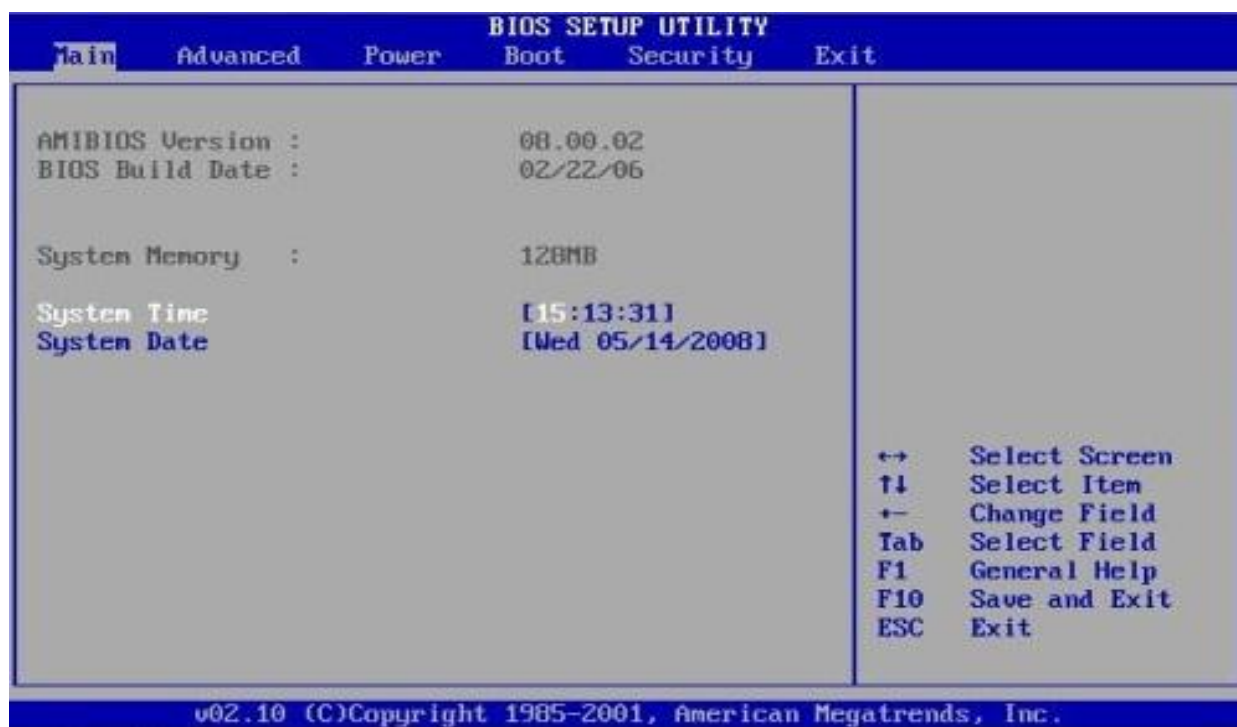 BIOS SETUP UTILITY
Main Advanced Power Boot Security Exit
AMIBIOS Version : 08.00.02
BIOS Build Date : 02/22/06
System Memory : 128MB
System Time [15:13:31]
System Date [Wed 05/14/2008]
←→ Select Screen
↑↓ Select Item
+- Change Field
Tab Select Field
F1 General Help
F10 Save and Exit
ESC Exit
v02.10 (C)Copyright 1985-2001, American Megatrends, Inc.